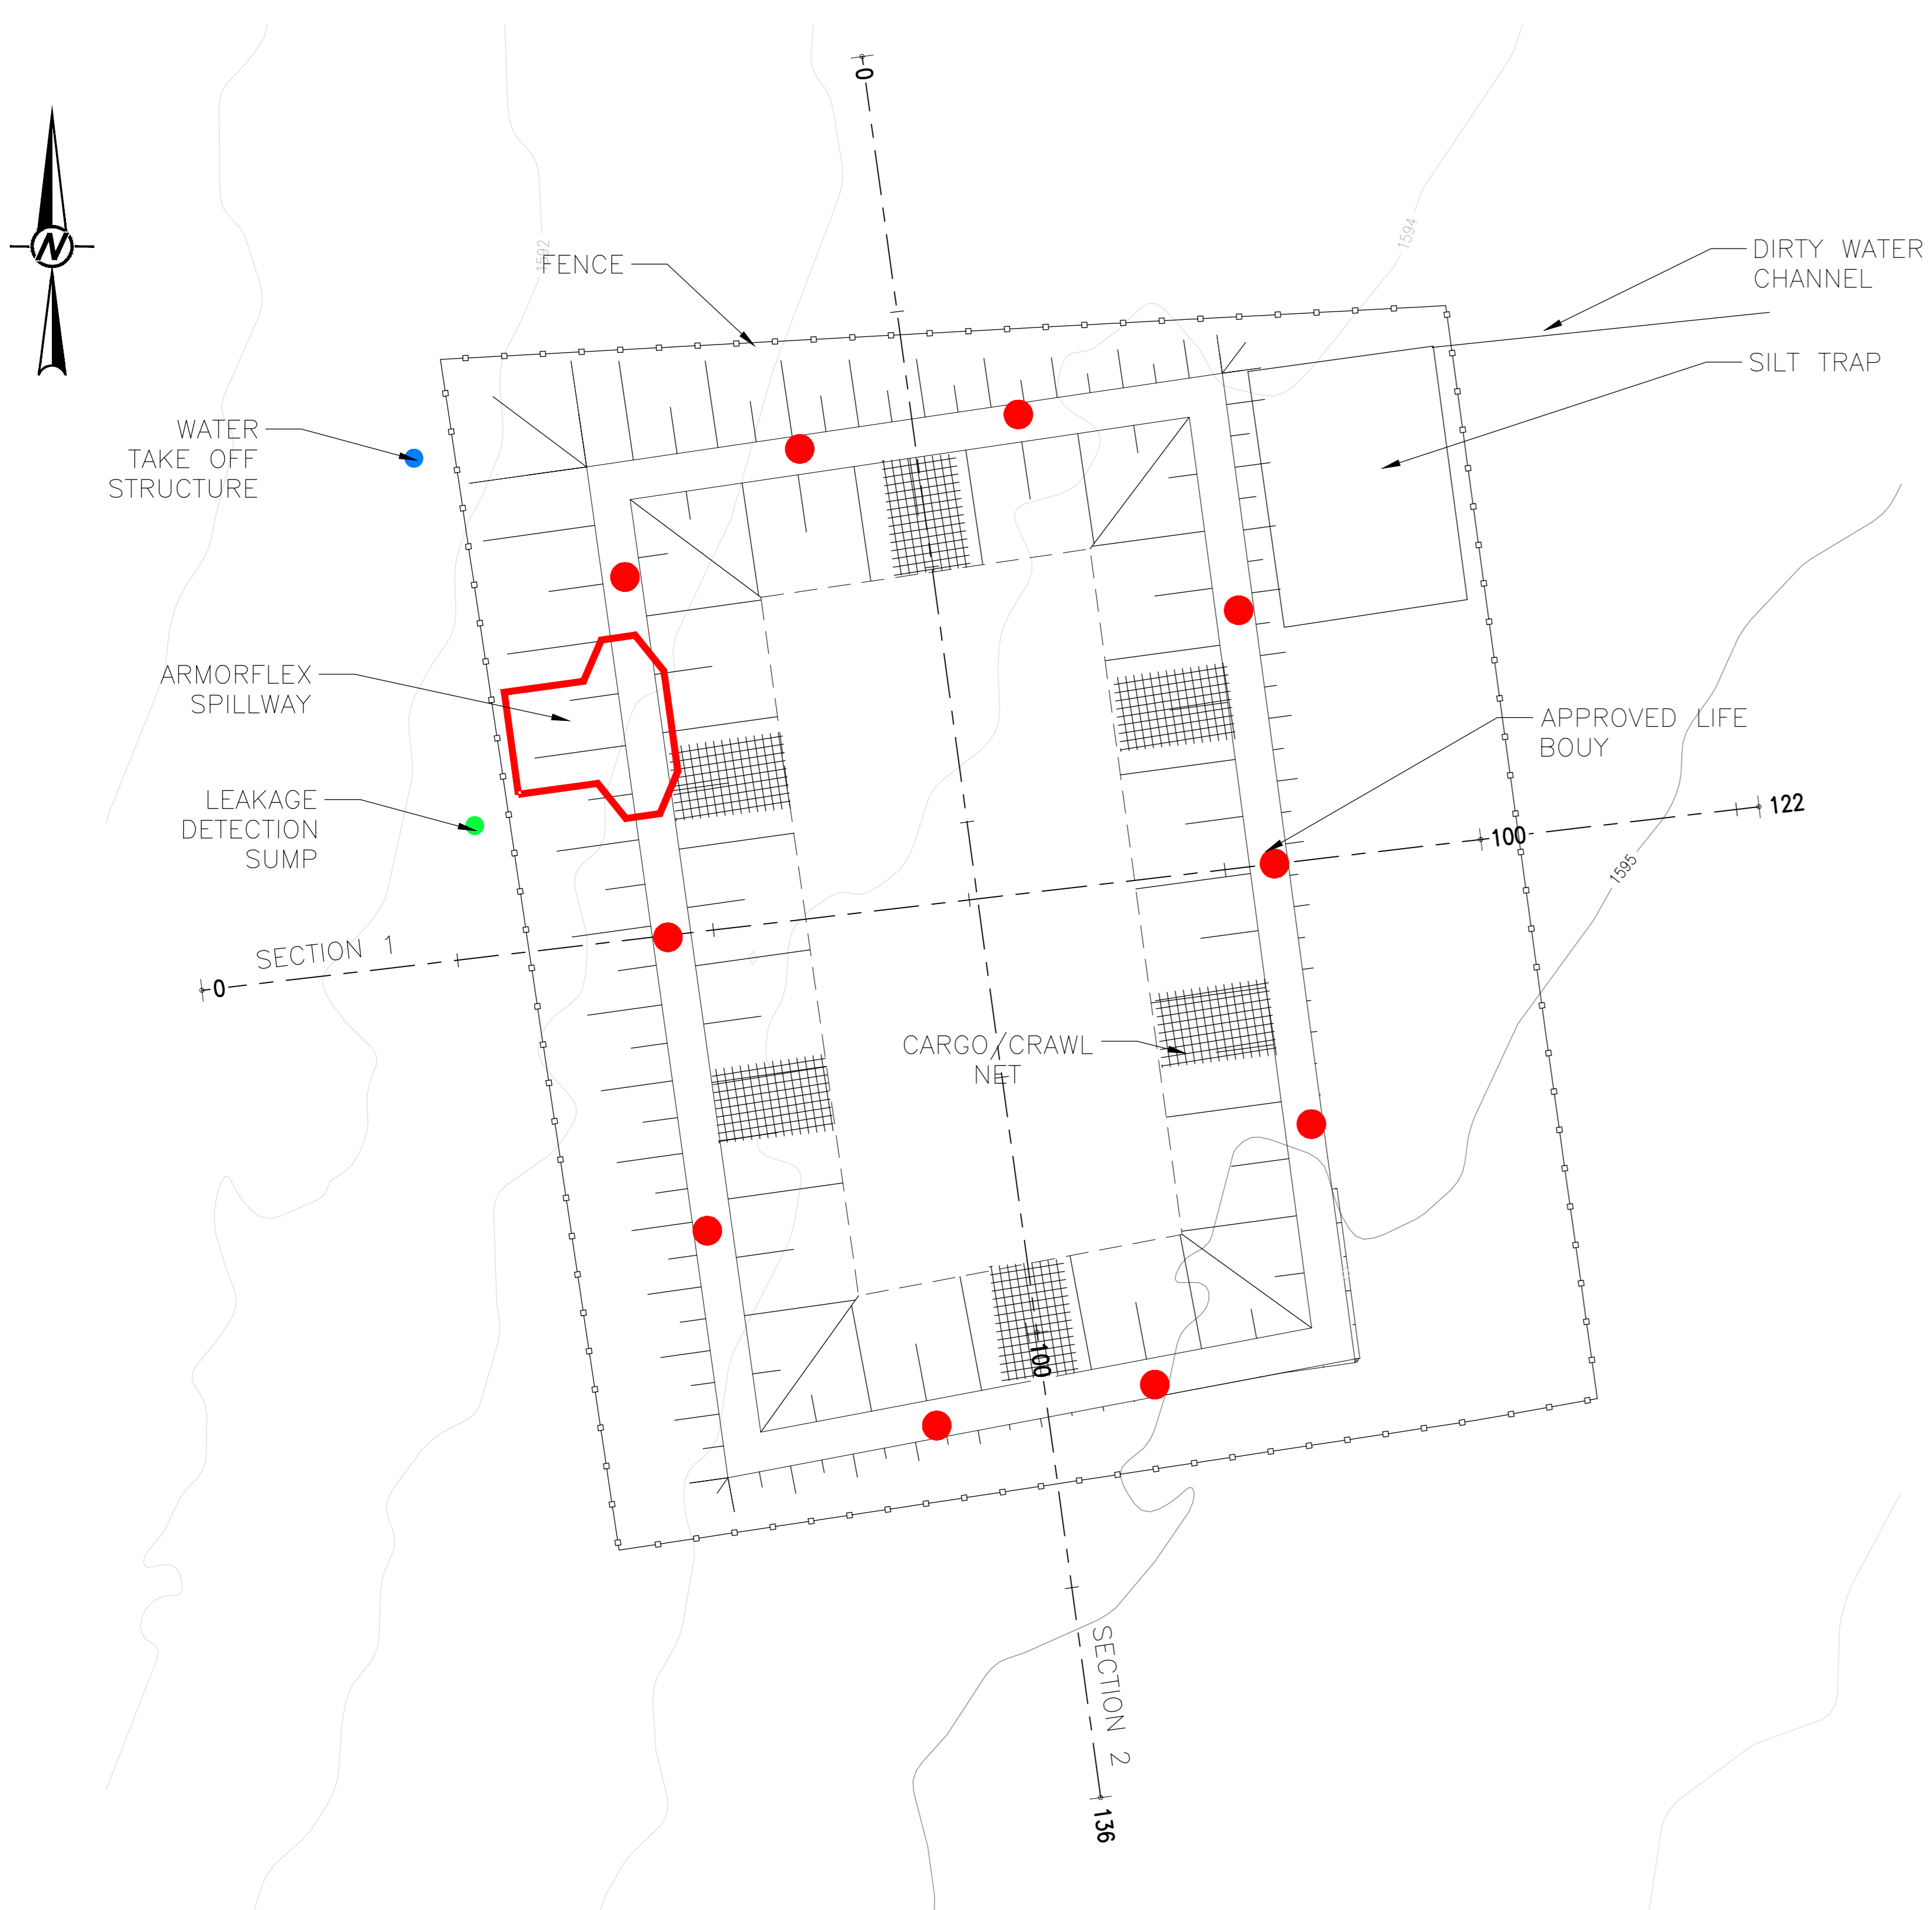 0
N
1592
FENCE
1594
DIRTY WATER
CHANNEL
SILT TRAP
WATER
TAKE OFF
STRUCTURE
ARMORFLEX
SPILLWAY
APPROVED LIFE
BOUY
LEAKAGE
DETECTION
SUMP
122
100
1595
SECTION 1
0
CARGO/CRAWL
NET
100
SECTION 2
136